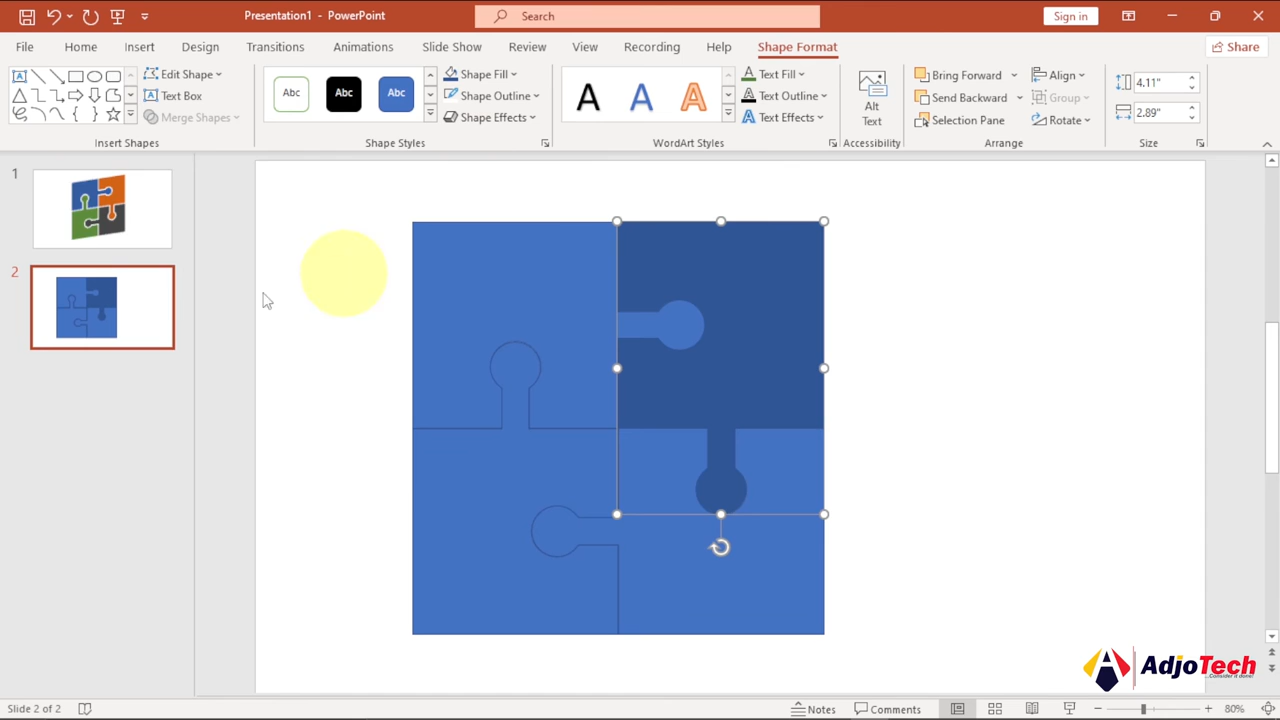 Presentation1 - PowerPoint
Search
Sign in
File Home Insert Design Transitions Animations Slide Show Review View Recording Help Shape Format
Share
Edit Shape
Text Box
Merge Shapes
Insert Shapes
Abc Abc Abc
Shape Fill
Shape Outline
Shape Effects
Shape Styles
A A A
Text Fill
Text Outline
Text Effects
WordArt Styles
Alt
Text
Accessibility
Bring Forward
Send Backward
Selection Pane
Align
Group
Rotate
Arrange
4.11"
2.89"
Size
1
2
AdjoTech
...Consider it done!
Slide 2 of 2
Notes
Comments
80%